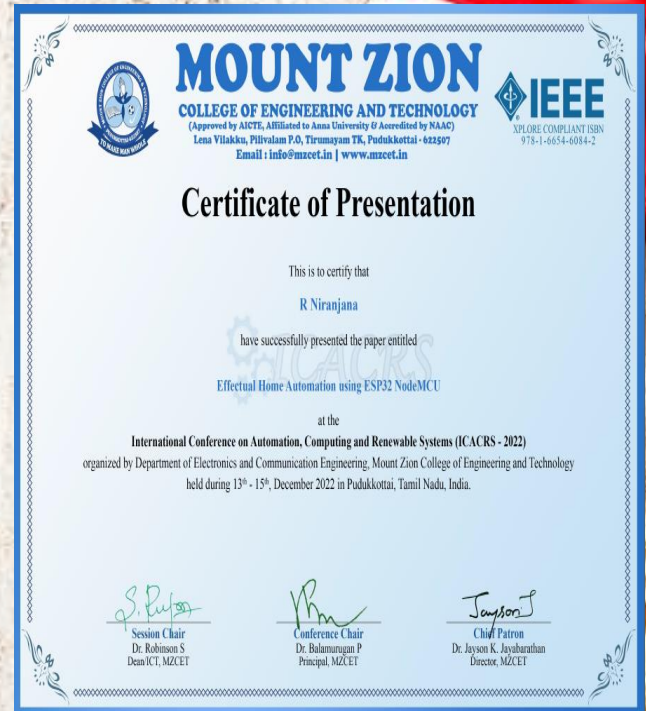 MOUNT ZION
COLLEGE OF ENGINEERING AND TECHNOLOGY
(Approved by AICTE, Affiliated to Anna University & Accredited by NAAC)
Lena Vilakku, Pilivalam P.O, Tirumayam TK, Pudukkottai - 622507
Email : info@mzcet.in | www.mzcet.in
TO MAKE MAN WHOLE
IEEE
XPLORE COMPLIANT ISBN
978-1-6654-6084-2
Certificate of Presentation
This is to certify that
R Niranjana
have successfully presented the paper entitled
ICACRS
Effectual Home Automation using ESP32 NodeMCU
at the
International Conference on Automation, Computing and Renewable Systems (ICACRS - 2022)
organized by Department of Electronics and Communication Engineering, Mount Zion College of Engineering and Technology
held during 13th - 15th, December 2022 in Pudukkottai, Tamil Nadu, India.
Session Chair
Dr. Robinson S
Dean/ICT, MZCET
Conference Chair
Dr. Balamurugan P
Principal, MZCET
Jayson J
Chief Patron
Dr. Jayson K. Jayabarathan
Director, MZCET